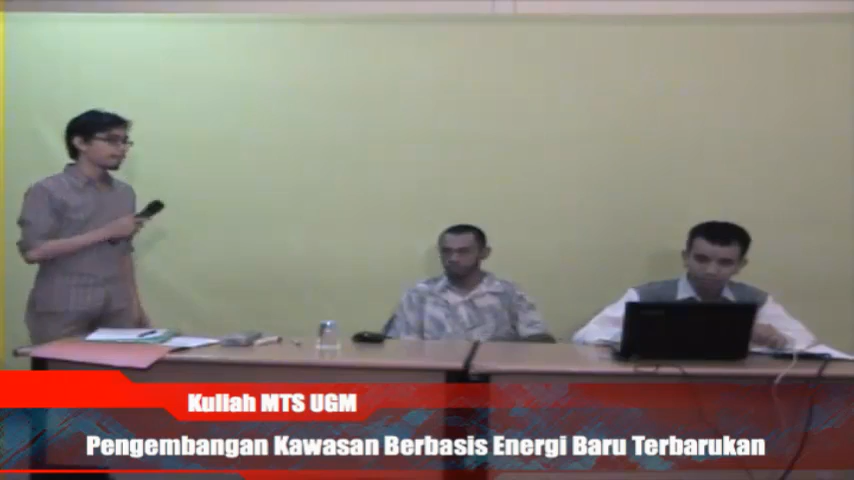 Kuliah MTS UGM
Pengembangan Kawasan Berbasis Energi Baru Terbarukan